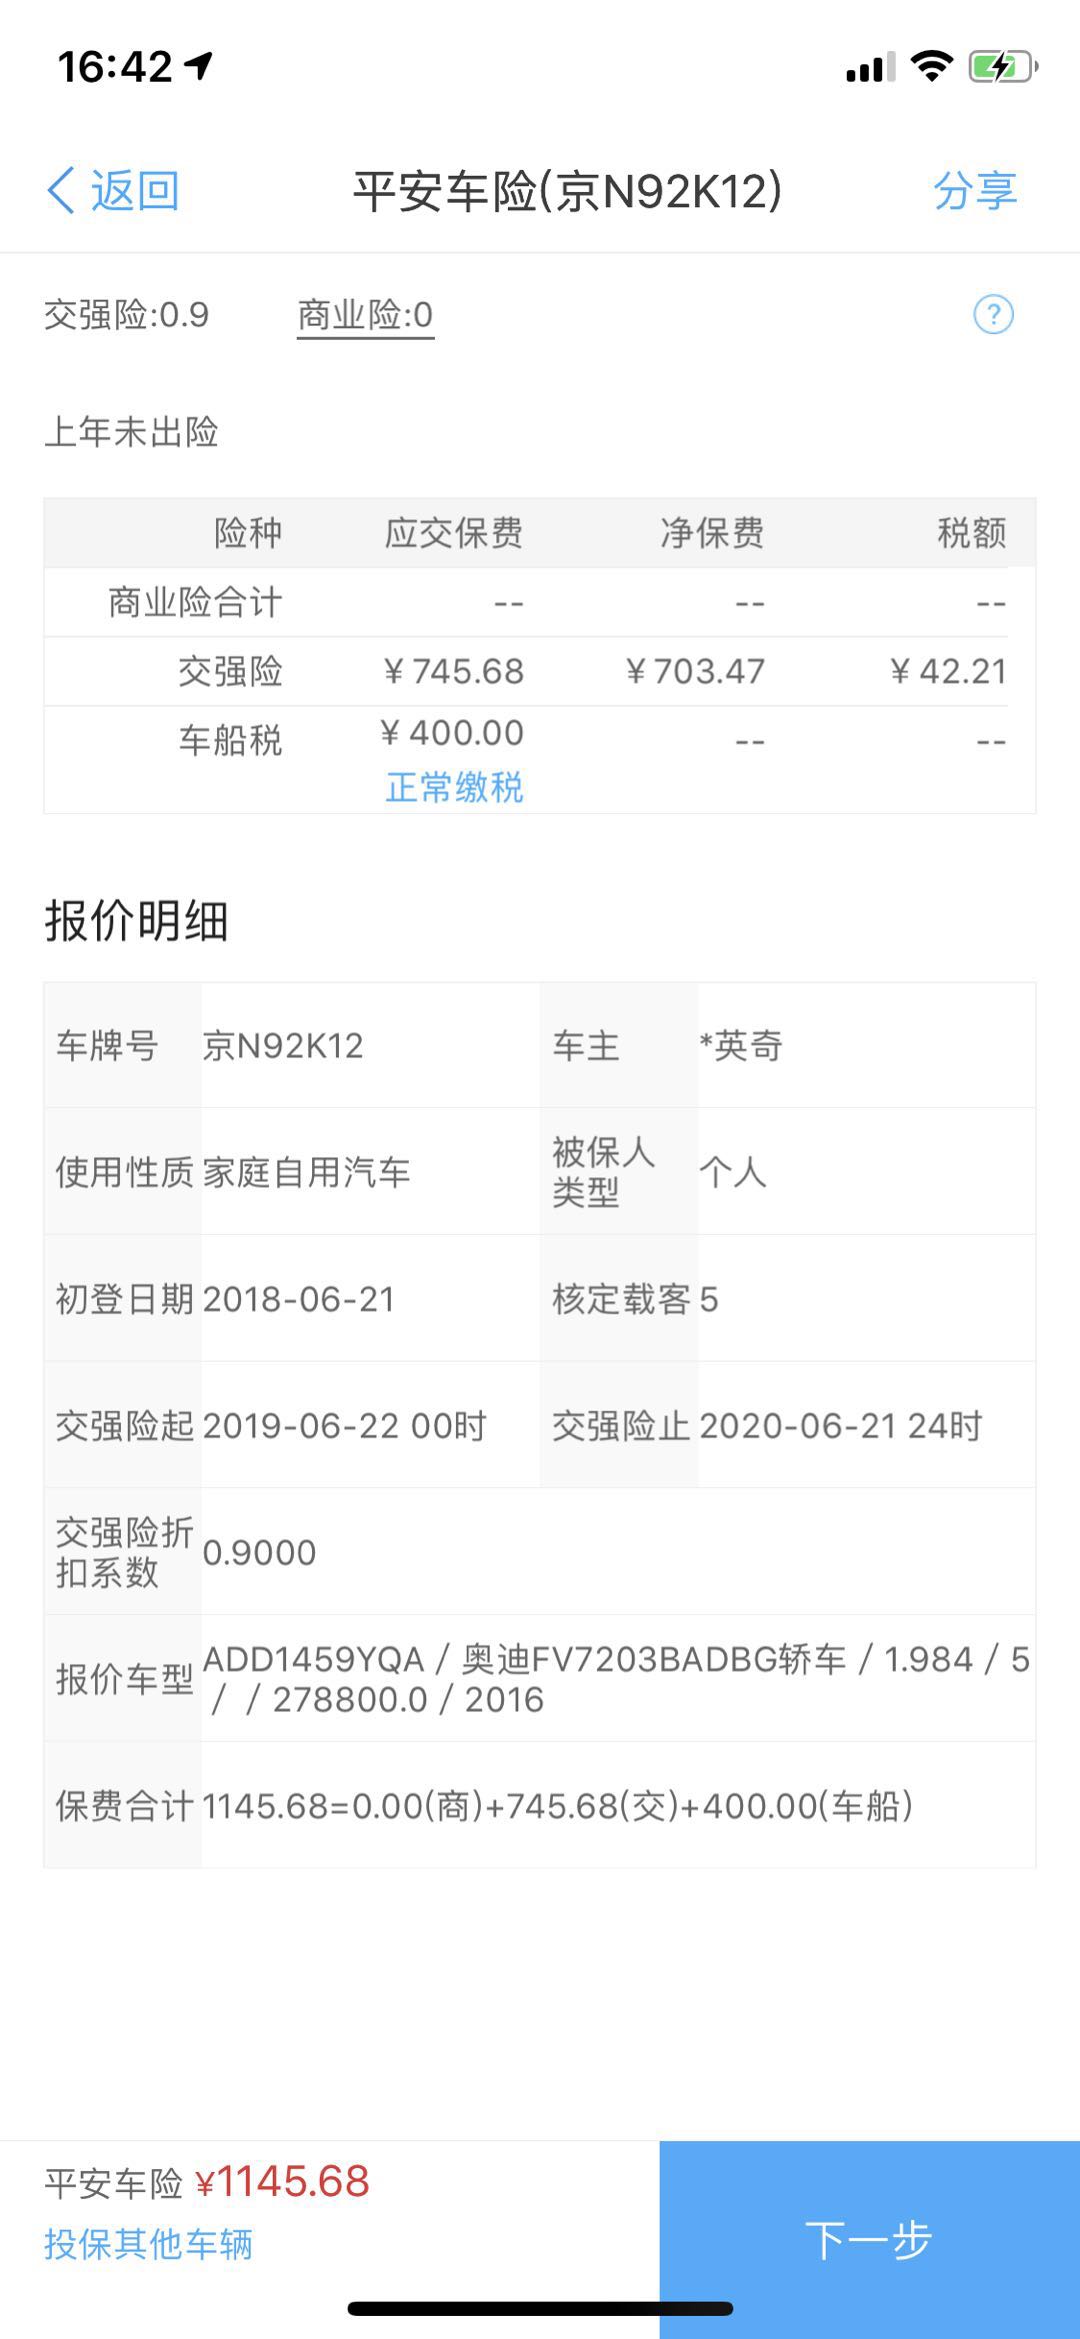 16:42
返回 平安车险(京N92K12) 分享
交强险:0.9 商业险:0 ?
上年未出险
险种 应交保费 净保费 税额
商业险合计 -- -- --
交强险 ¥745.68 ¥703.47 ¥42.21
车船税 ¥400.00 -- --
正常缴税
报价明细
车牌号 京N92K12 车主 *英奇
使用性质 家庭自用汽车 被保人
类型 个人
初登日期 2018-06-21 核定载客 5
交强险起 2019-06-22 00时 交强险止 2020-06-21 24时
交强险折
扣系数 0.9000
报价车型 ADD1459YQA / 奥迪FV7203BADBG轿车 / 1.984 / 5
/ / 278800.0 / 2016
保费合计 1145.68=0.00(商)+745.68(交)+400.00(车船)
平安车险 ¥1145.68
投保其他车辆
下一步